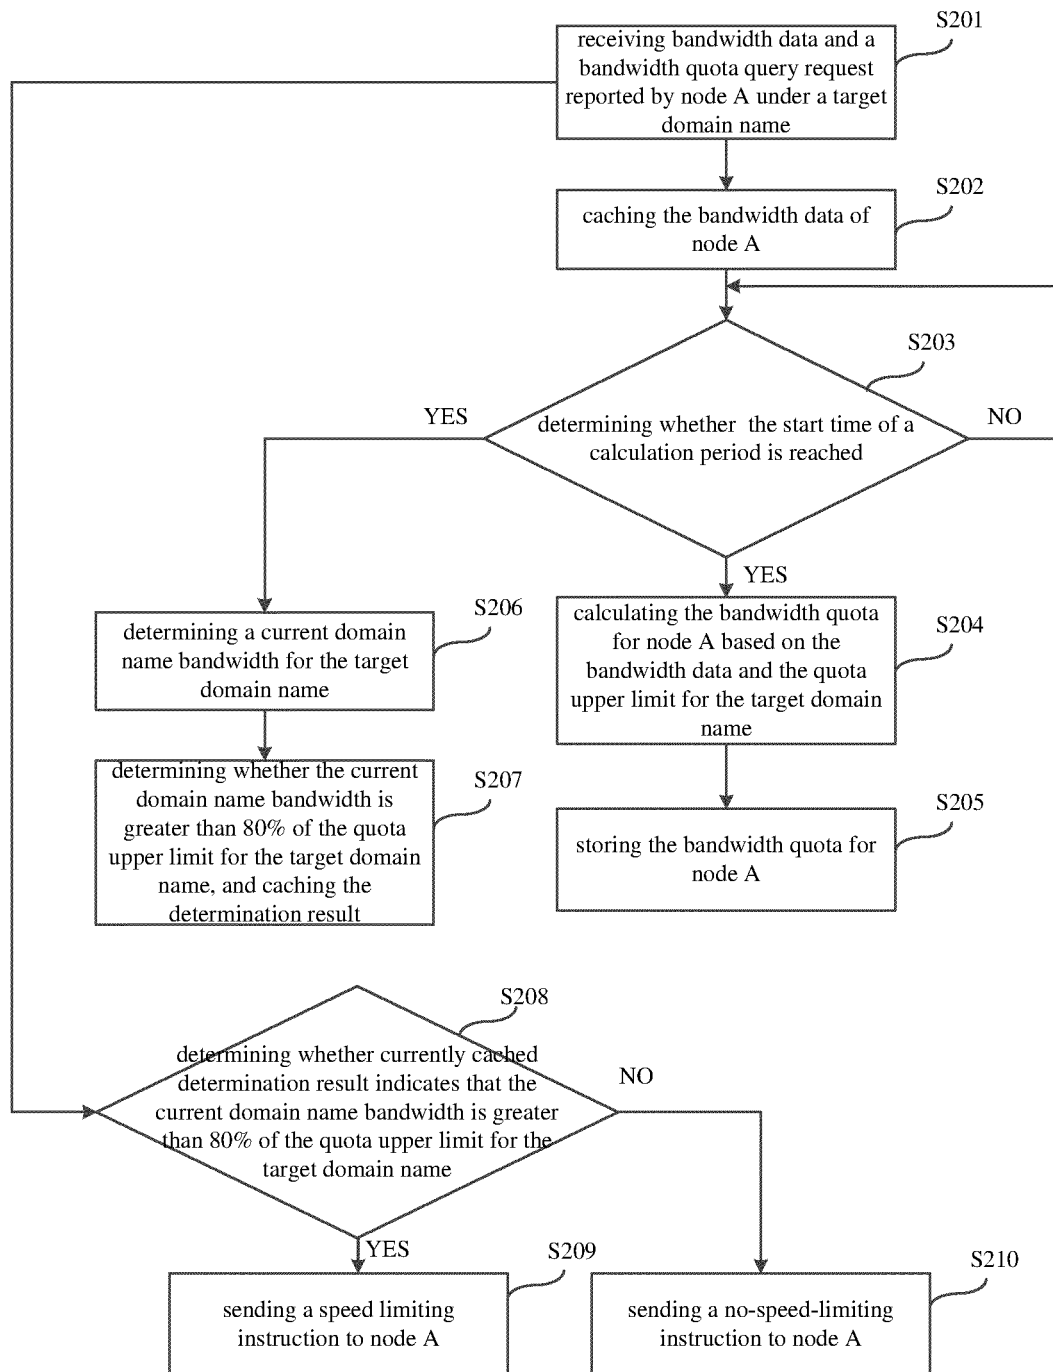 S201
receiving bandwidth data and a
bandwidth quota query request
reported by node A under a target
domain name
S202
caching the bandwidth data of
node A
S203
determining whether the start time of a
calculation period is reached
YES
NO
YES
S206
determining a current domain
name bandwidth for the target
domain name
S204
calculating the bandwidth quota
for node A based on the
bandwidth data and the quota
upper limit for the target domain
name
S207
determining whether the current
domain name bandwidth is
greater than 80% of the quota
upper limit for the target domain
name, and caching the
determination result
S205
storing the bandwidth quota for
node A
S208
determining whether currently cached
determination result indicates that the
current domain name bandwidth is greater
than 80% of the quota upper limit for the
target domain name
NO
YES
S209
sending a speed limiting
instruction to node A
S210
sending a no-speed-limiting
instruction to node A